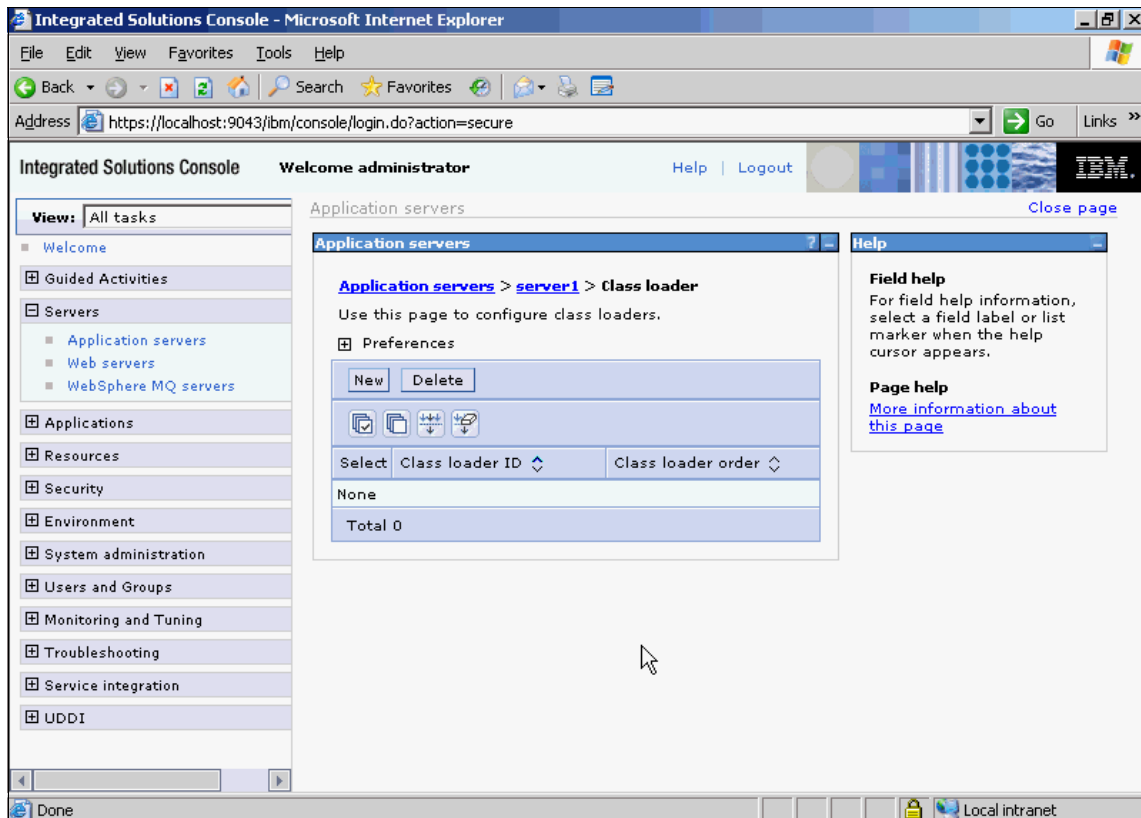 Integrated Solutions Console - Microsoft Internet Explorer
File Edit View Favorites Tools Help
Back Search Favorites
Address https://localhost:9043/ibm/console/login.do?action=secure Go Links »
Integrated Solutions Console Welcome administrator Help | Logout IBM.
View: All tasks
Welcome
Guided Activities
Servers
Application servers
Web servers
WebSphere MQ servers
Applications
Resources
Security
Environment
System administration
Users and Groups
Monitoring and Tuning
Troubleshooting
Service integration
UDDI
Application servers Close page
Application servers ? -
Application servers > server1 > Class loader
Use this page to configure class loaders.
Preferences
New Delete
Select Class loader ID Class loader order
None
Total 0
Help -
Field help
For field help information,
select a field label or list
marker when the help
cursor appears.
Page help
More information about
this page
Done Local intranet